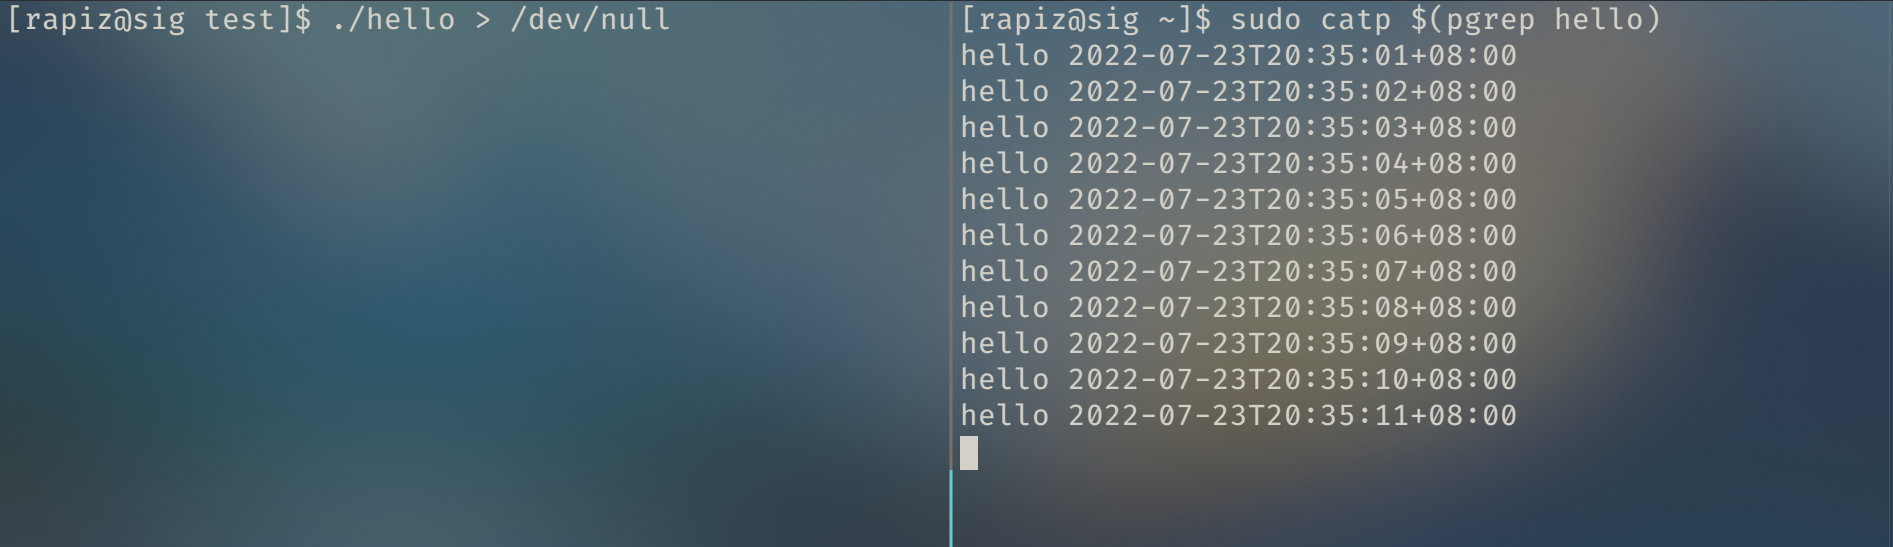 [rapiz@sig test]$ ./hello > /dev/null
[rapiz@sig ~]$ sudo catp $(pgrep hello)
hello 2022-07-23T20:35:01+08:00
hello 2022-07-23T20:35:02+08:00
hello 2022-07-23T20:35:03+08:00
hello 2022-07-23T20:35:04+08:00
hello 2022-07-23T20:35:05+08:00
hello 2022-07-23T20:35:06+08:00
hello 2022-07-23T20:35:07+08:00
hello 2022-07-23T20:35:08+08:00
hello 2022-07-23T20:35:09+08:00
hello 2022-07-23T20:35:10+08:00
hello 2022-07-23T20:35:11+08:00